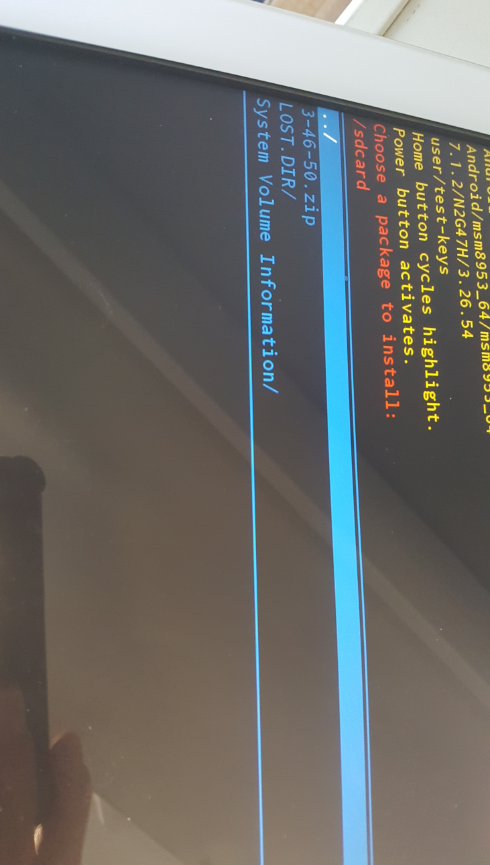 Android/msm8953_64/msm8953_64
7.1.2/N2G47H/3.26.54
user/test-keys
Home button cycles highlight.
Power button activates.
Choose a package to install:
/sdcard
../
3-46-50.zip
LOST.DIR/
System Volume Information/